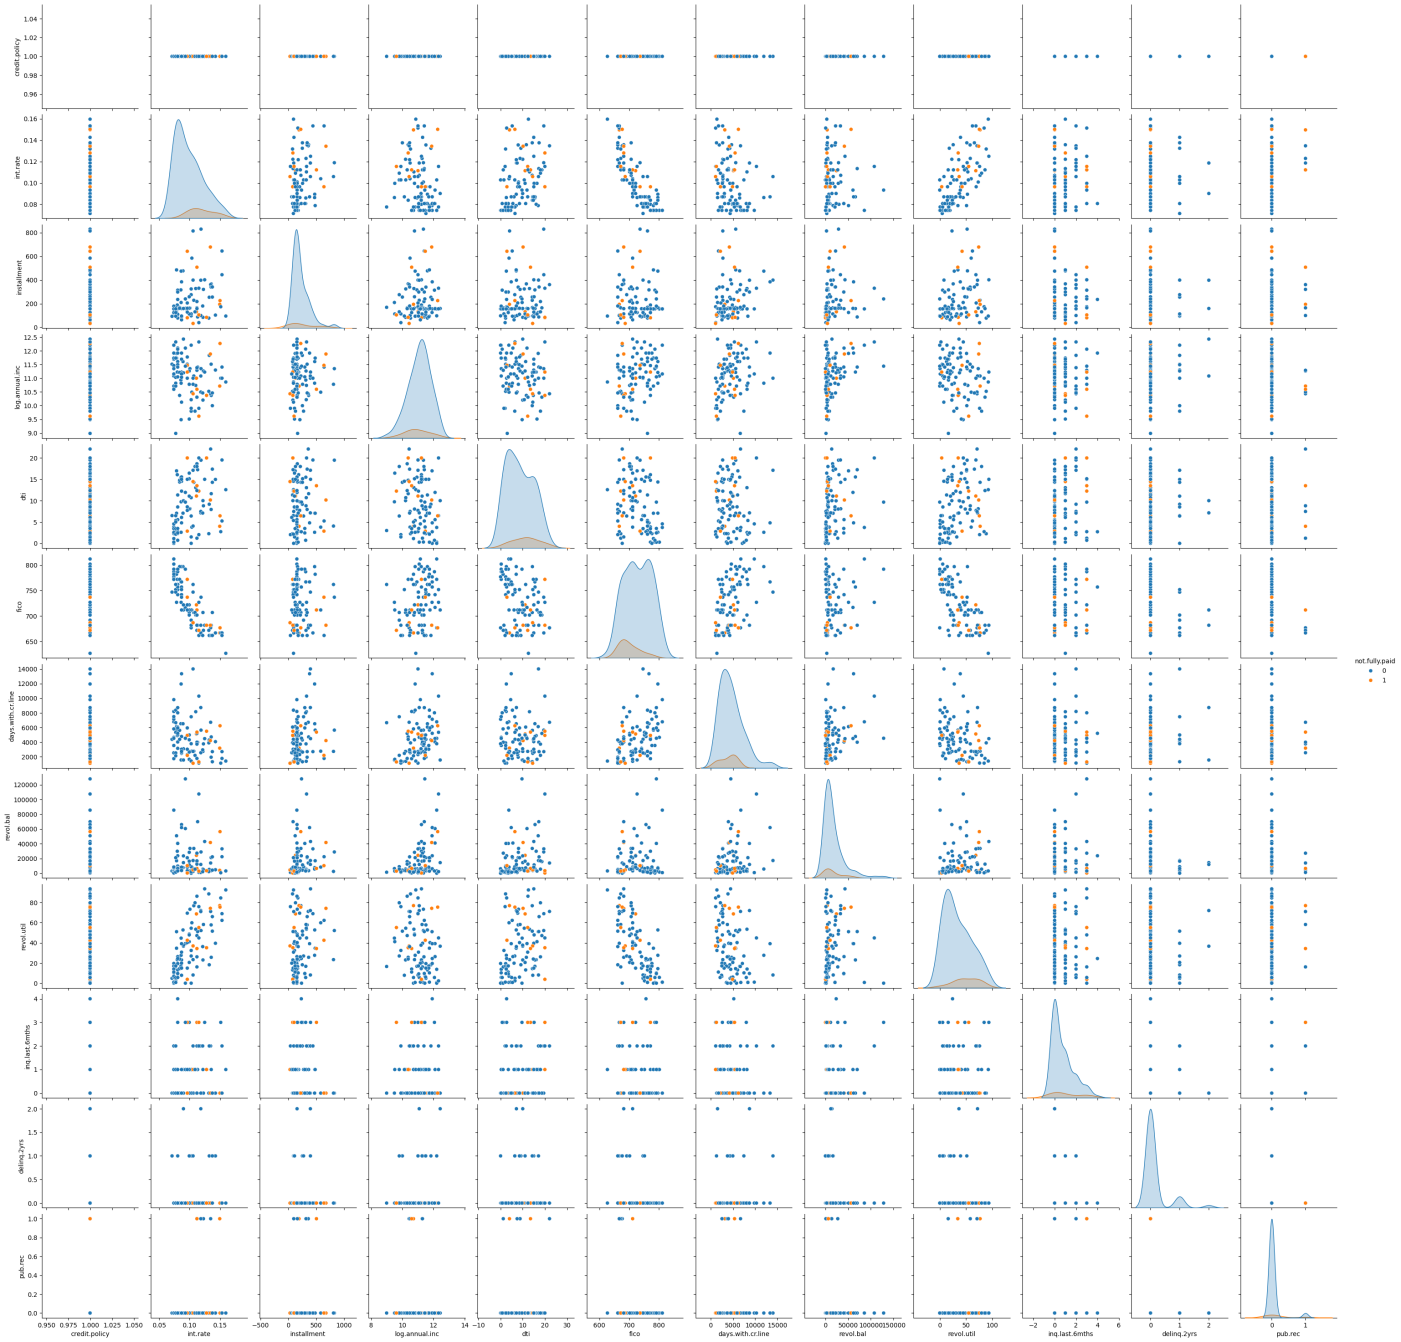 1.04
1.02
1.00
0.98
0.96
credit.policy
0.16
0.14
0.12
0.10
0.08
int.rate
800
600
400
200
0
installment
12.5
12.0
11.5
11.0
10.5
10.0
9.5
9.0
log.annual.inc
20
15
10
5
0
dti
800
750
700
650
fico
not.fully.paid
0
1
14000
12000
10000
8000
6000
4000
2000
days.with.cr.line
120000
100000
80000
60000
40000
20000
0
revol.bal
80
60
40
20
0
revol.util
4
3
2
1
0
inq.last.6mths
2.0
1.5
1.0
0.5
0.0
delinq.2yrs
1.0
0.8
0.6
0.4
0.2
0.0
pub.rec
0.950 0.975 1.000 1.025 1.050
credit.policy
0.05 0.10 0.15
int.rate
−500 0 500 1000
installment
8 10 12 14
log.annual.inc
−10 0 10 20 30
dti
600 700 800
fico
0 5000 10000 15000
days.with.cr.line
0 50000 100000 150000
revol.bal
0 50 100
revol.util
−2 0 2 4 6
inq.last.6mths
0 1 2
delinq.2yrs
0 1
pub.rec